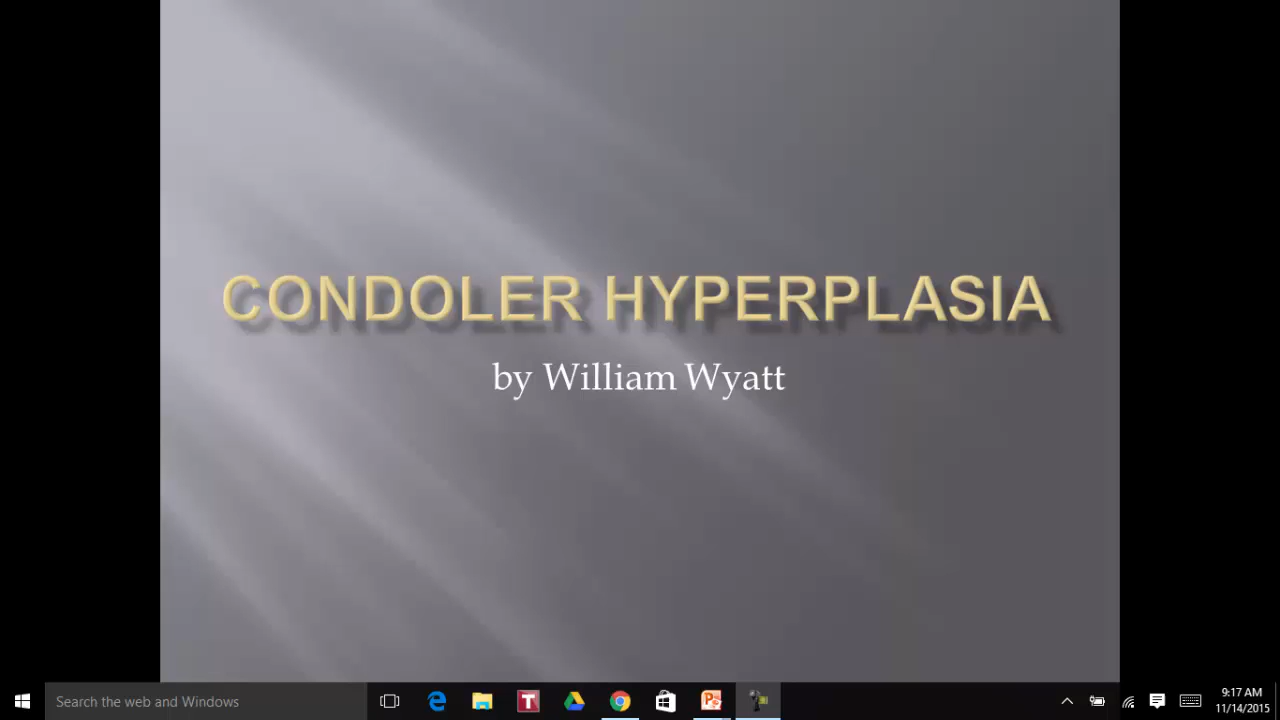 CONDOLER HYPERPLASIA
by William Wyatt
Search the web and Windows
9:17 AM
11/14/2015